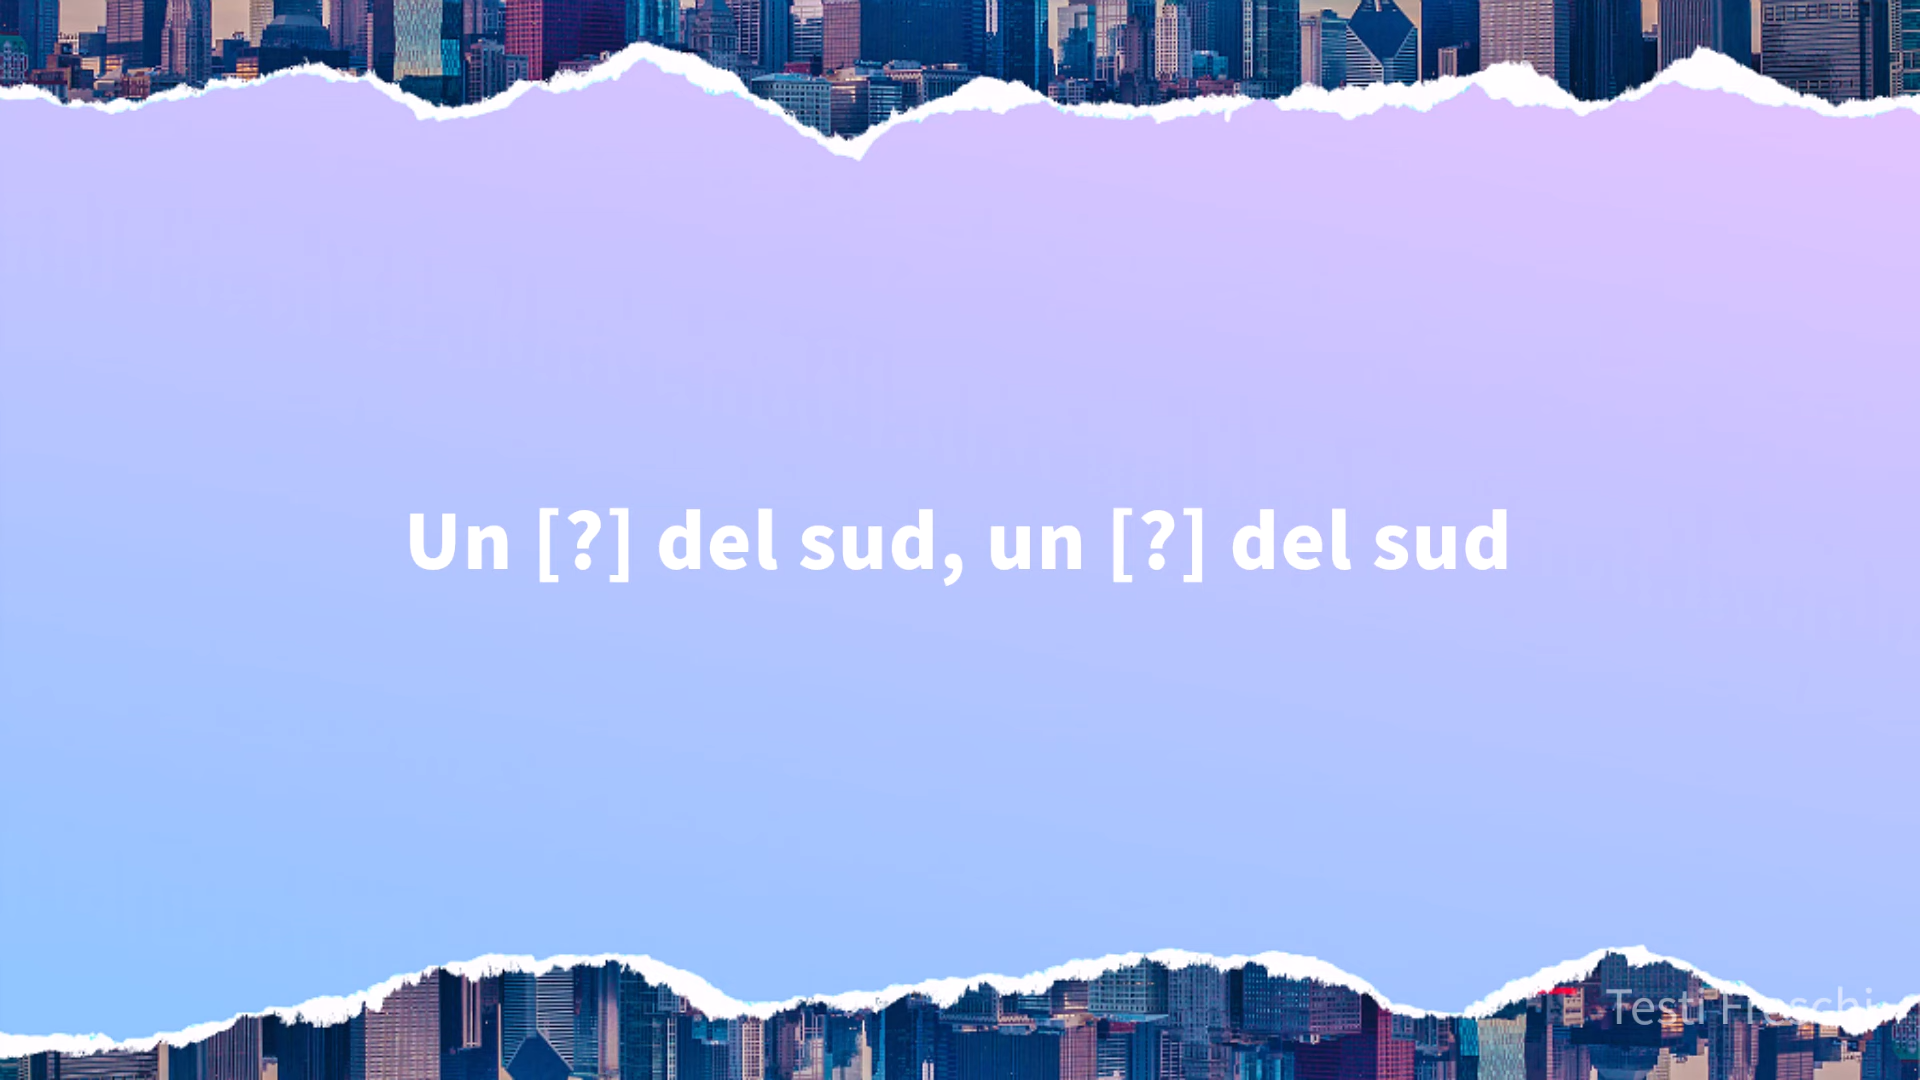 Un [?] del sud, un [?] del sud
Testi Freschi